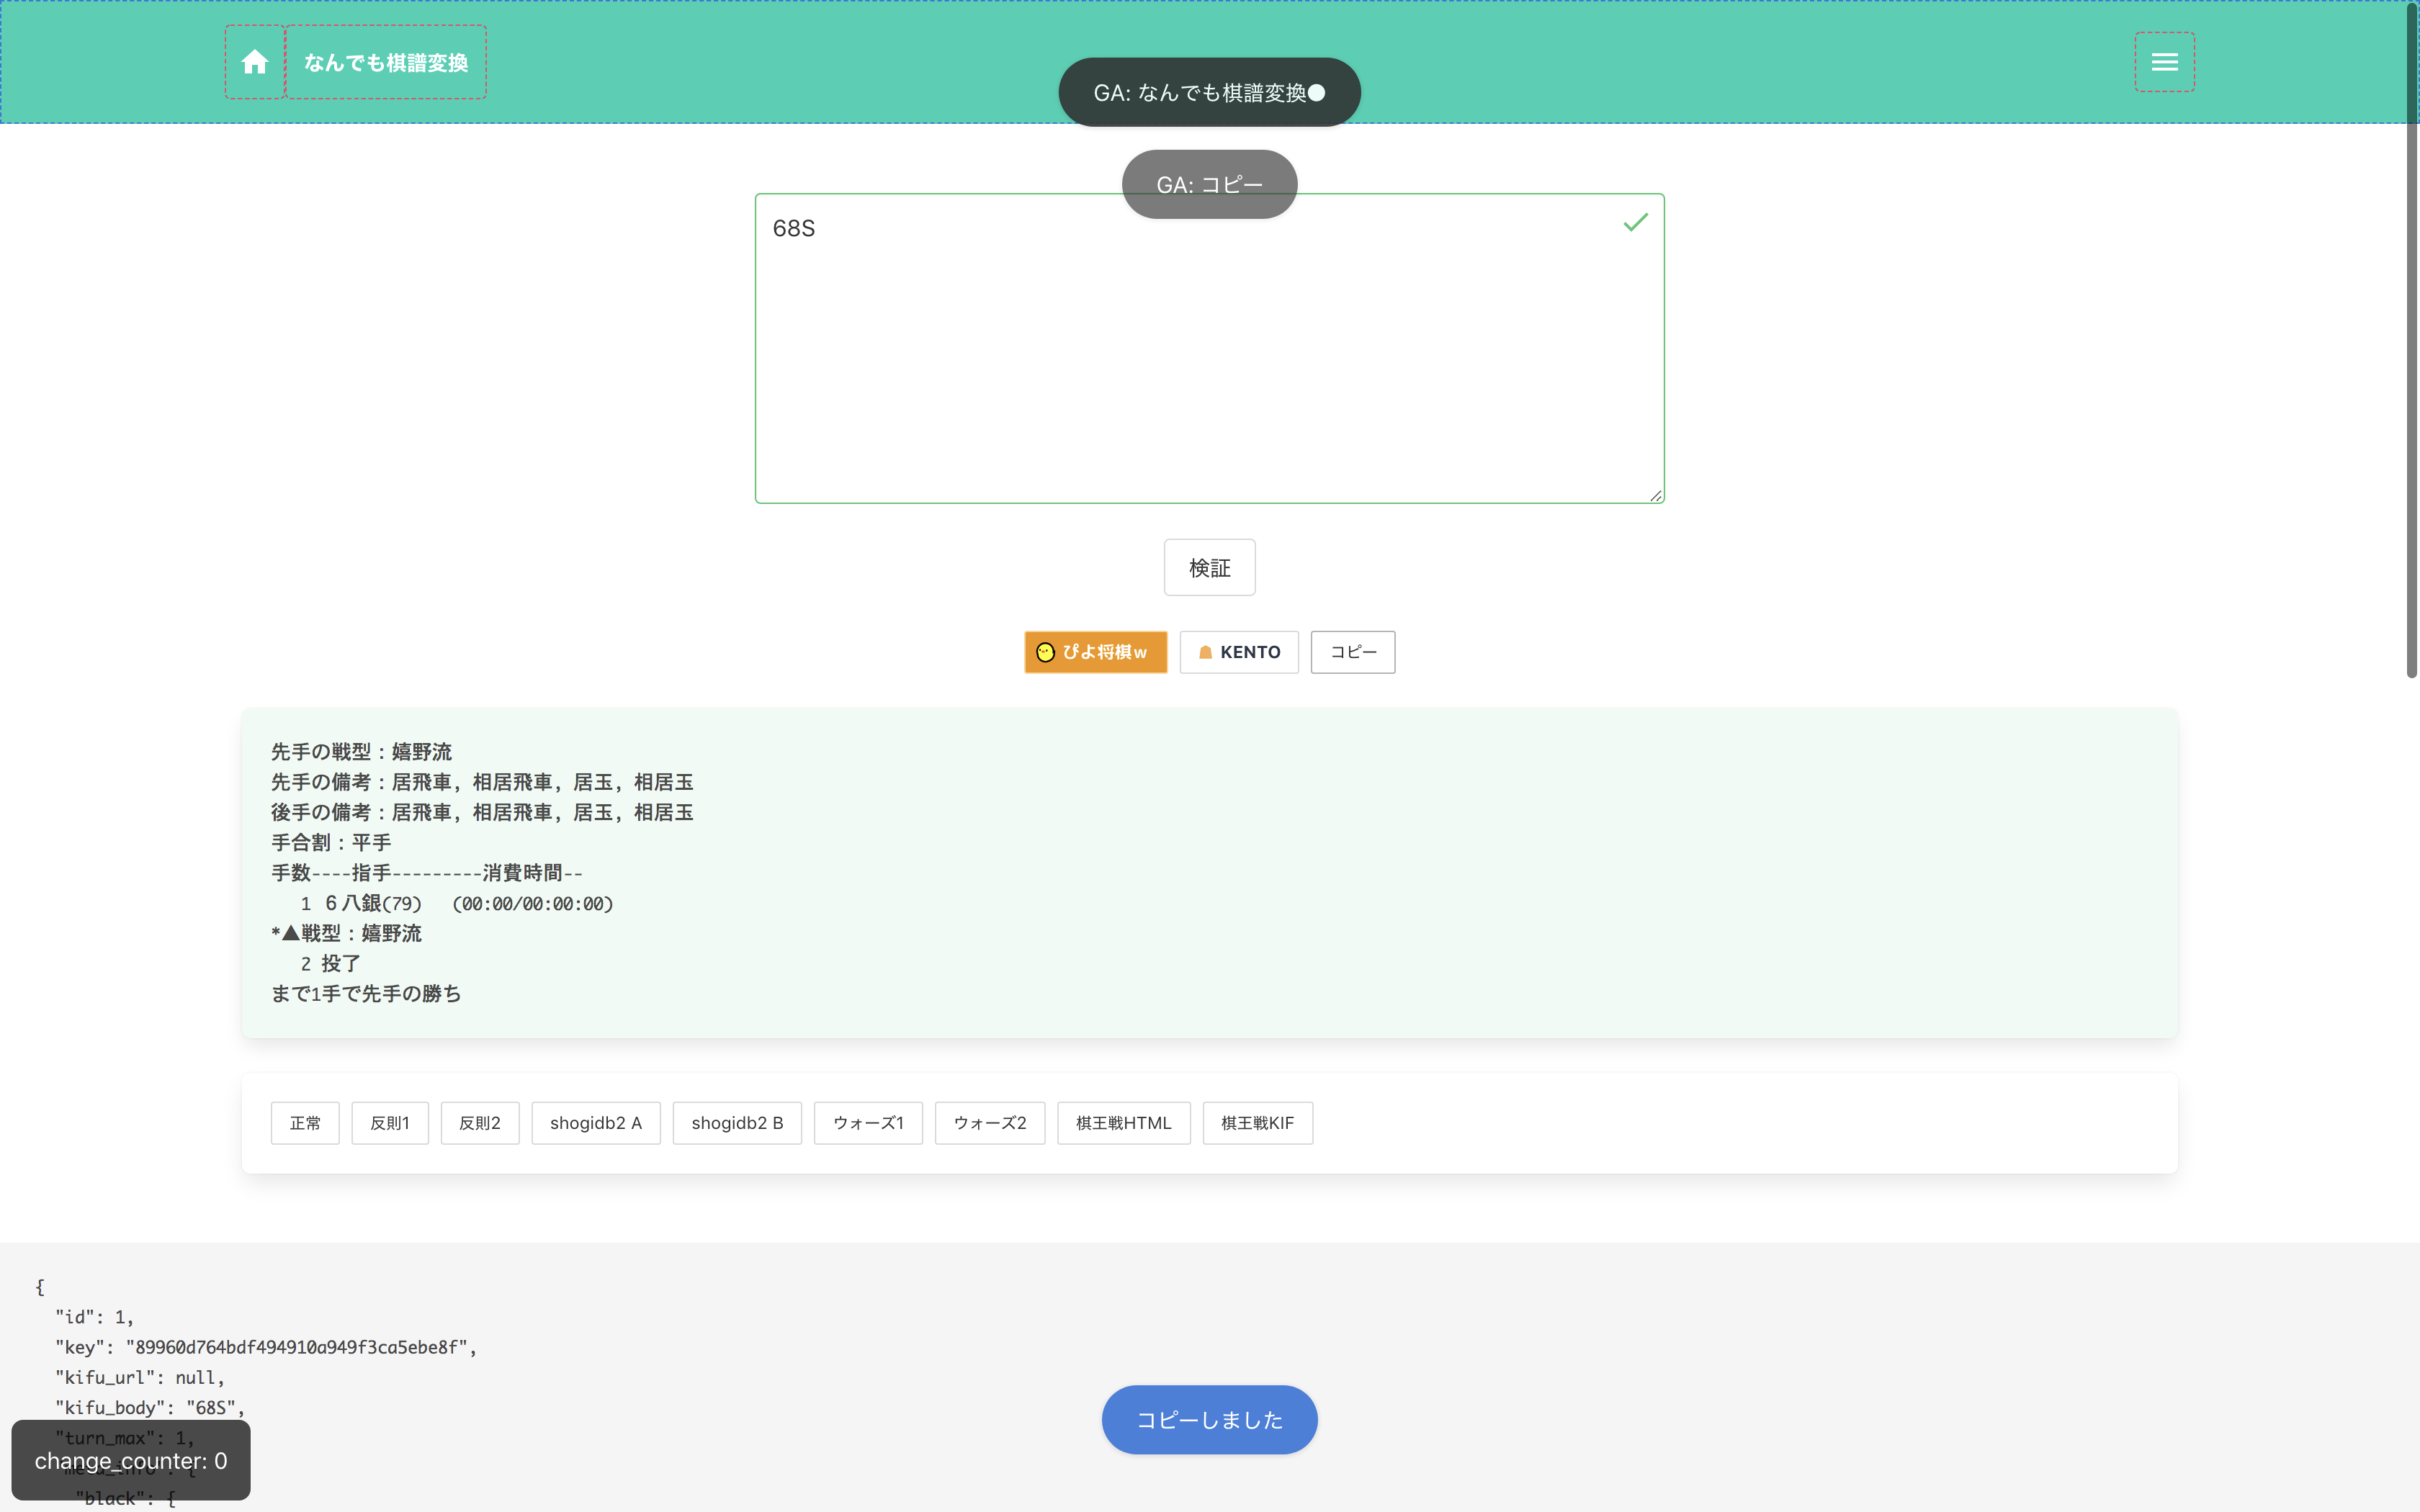 なんでも棋譜変換
GA: なんでも棋譜変換●
GA: コピー
68S
検証
ぴよ将棋w
KENTO
コピー
先手の戦型：嬉野流
先手の備考：居飛車，相居飛車，居玉，相居玉
後手の備考：居飛車，相居飛車，居玉，相居玉
手合割：平手
手数----指手---------消費時間--
1 ６八銀(79) (00:00/00:00:00)
*▲戦型：嬉野流
2 投了
まで1手で先手の勝ち
正常 反則1 反則2 shogidb2 A shogidb2 B ウォーズ1 ウォーズ2 棋王戦HTML 棋王戦KIF
{
"id": 1,
"key": "89960d764bdf494910a949f3ca5ebe8f",
"kifu_url": null,
"kifu_body": "68S",
"turn_max": 1,
コピーしました
change_counter: 0
"black": {